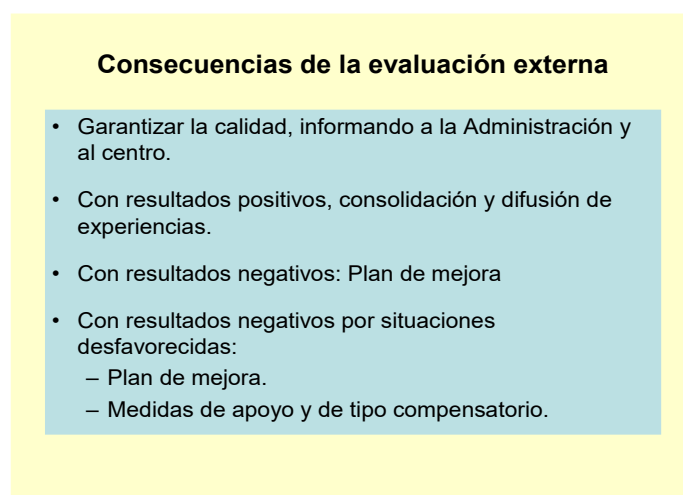 Consecuencias de la evaluación externa
• Garantizar la calidad, informando a la Administración y
al centro.
• Con resultados positivos, consolidación y difusión de
experiencias.
• Con resultados negativos: Plan de mejora
• Con resultados negativos por situaciones
desfavorecidas:
– Plan de mejora.
– Medidas de apoyo y de tipo compensatorio.